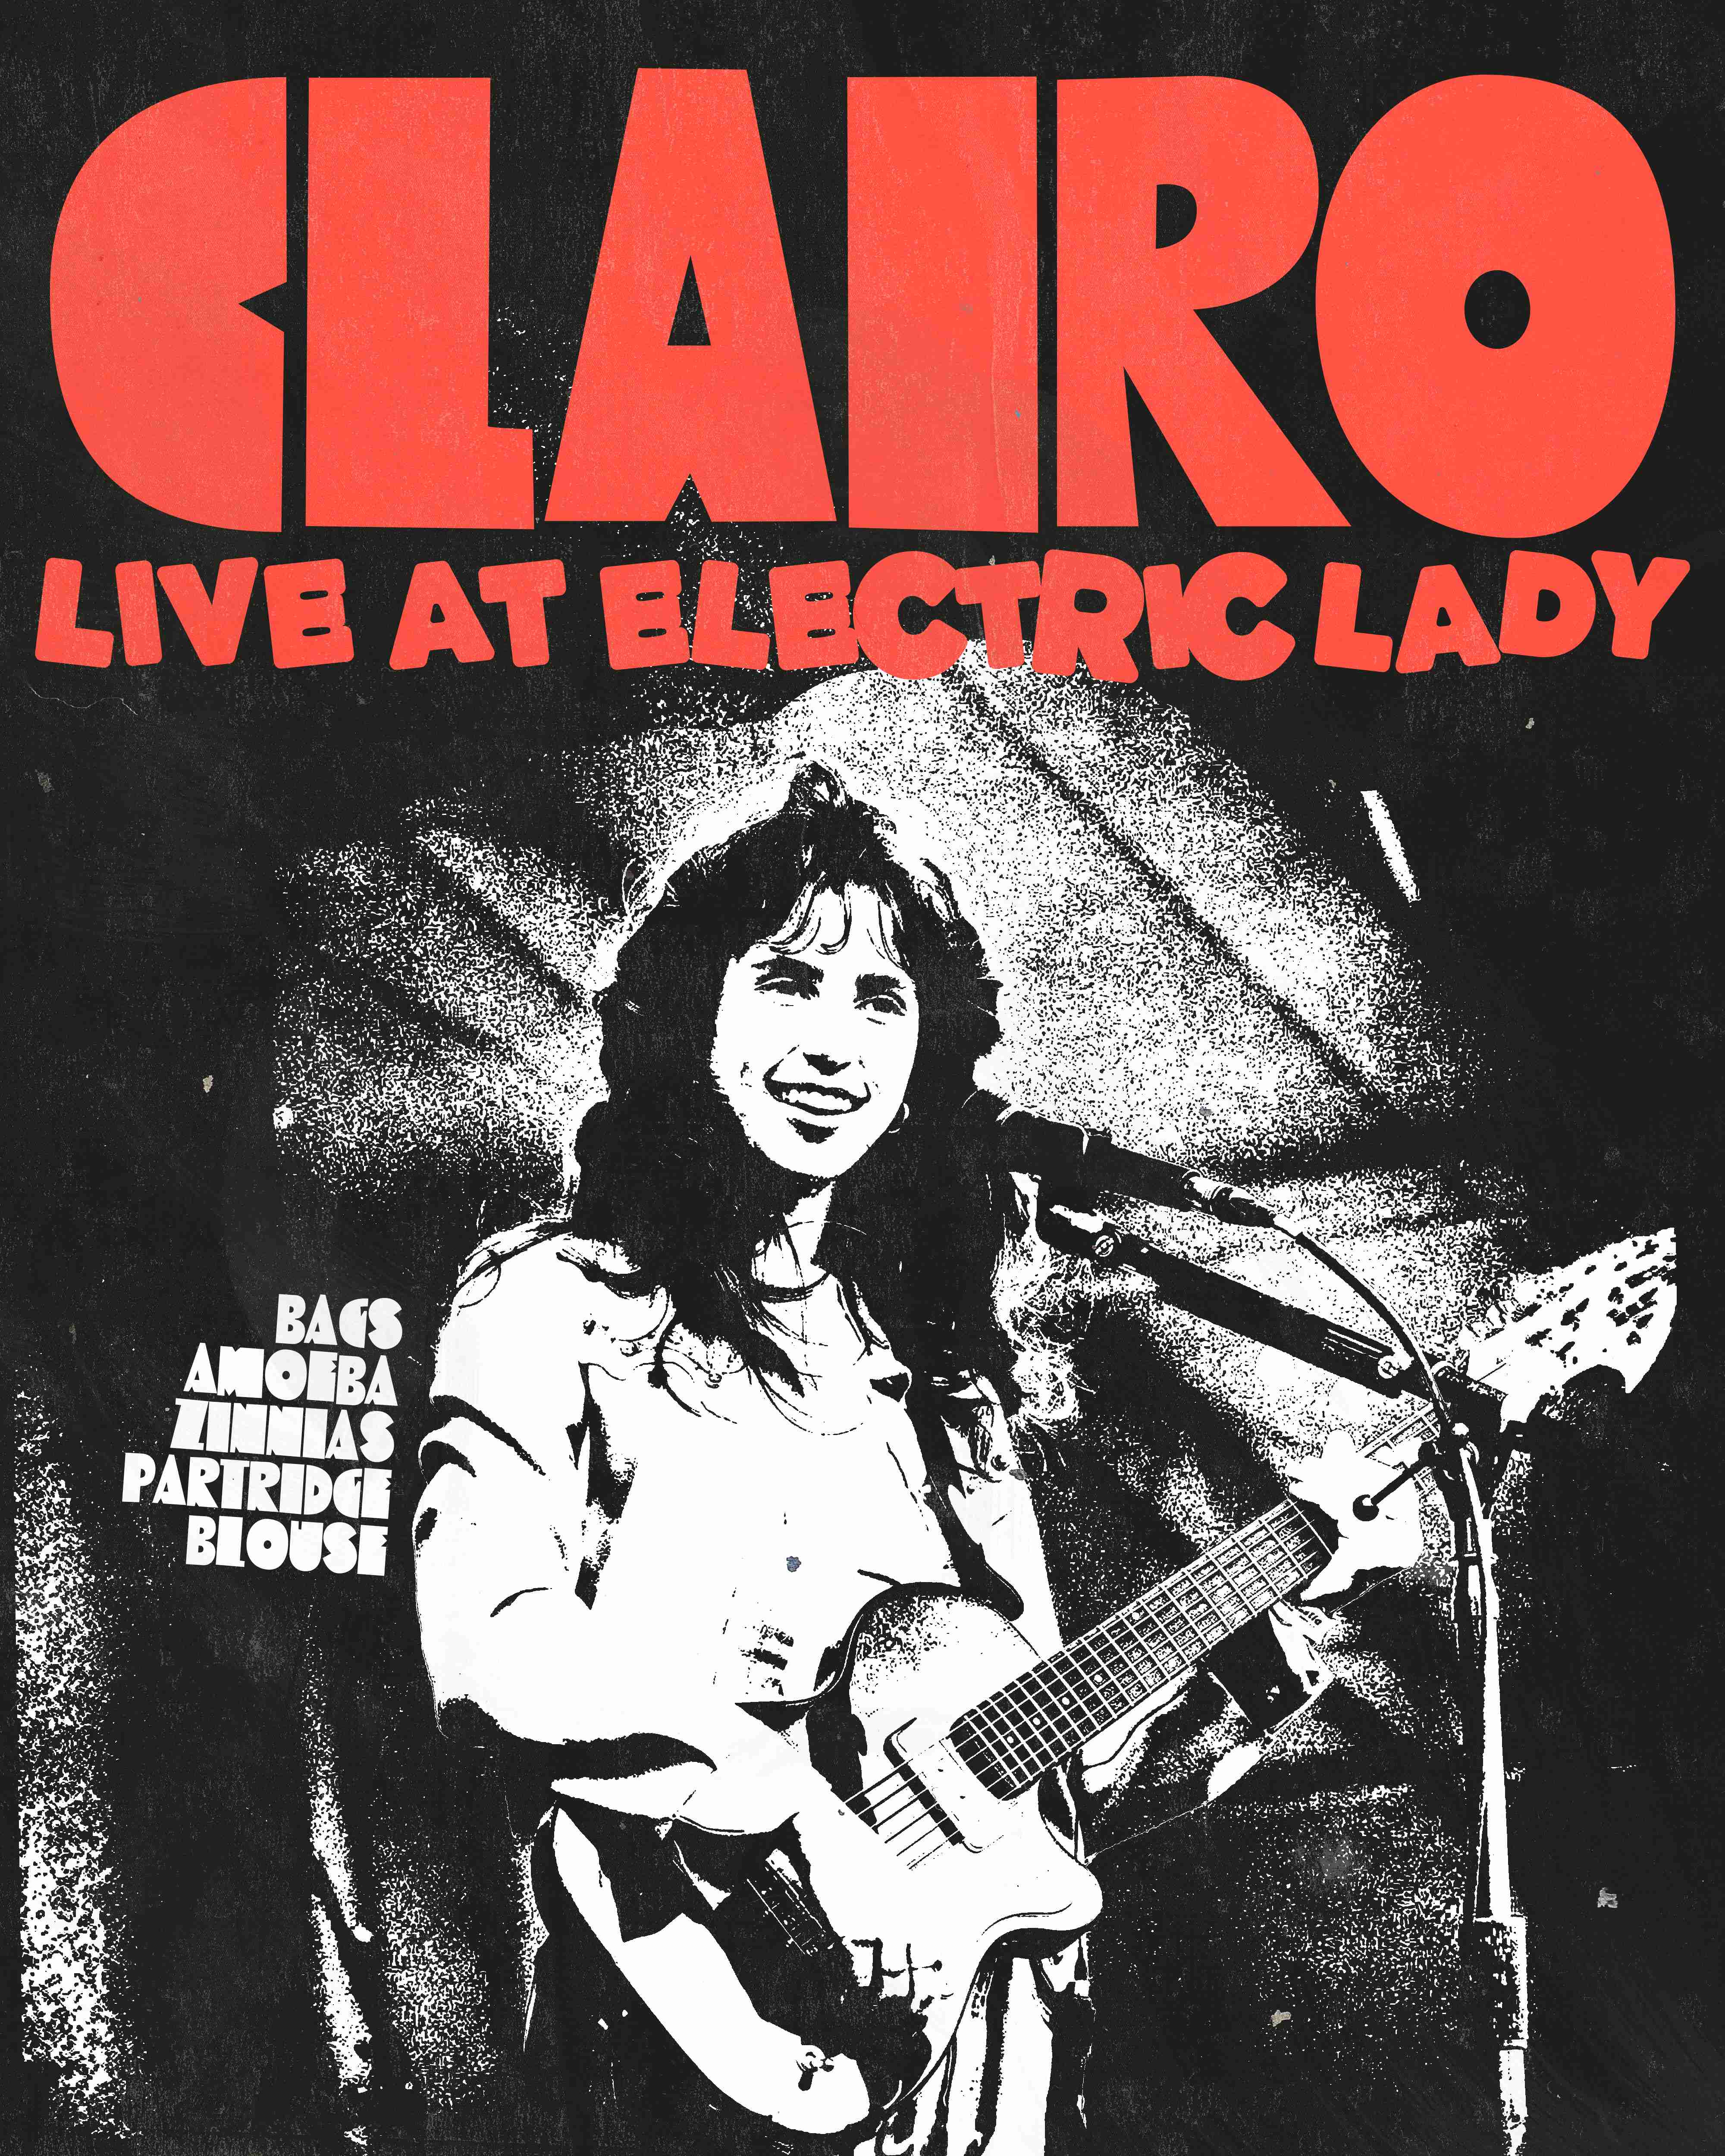 CLAIRO
LIVE AT ELECTRIC LADY
BAGS
AMOEBA
ZINNIAS
PARTRIDGE
BLOUSE